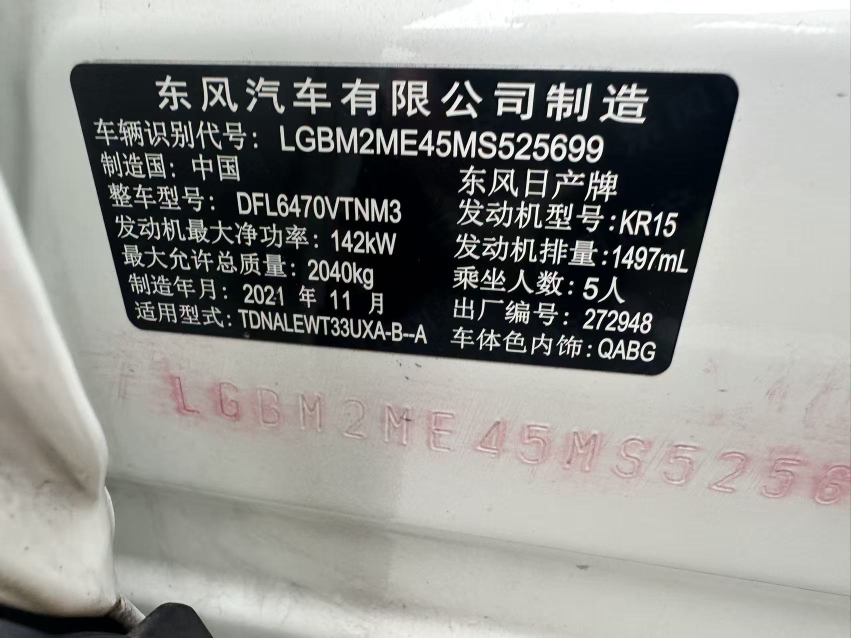 东风汽车有限公司制造
车辆识别代号: LGBM2ME45MS525699
制造国: 中国
东风日产牌
整车型号: DFL6470VTNM3
发动机型号:KR15
发动机最大净功率: 142kW
发动机排量:1497mL
最大允许总质量: 2040kg
乘坐人数:5人
制造年月: 2021 年 11 月
出厂编号: 272948
适用型式:TDNALEWT33UXA-B--A
车体色内饰:QABG
LGBM2ME45MS5256